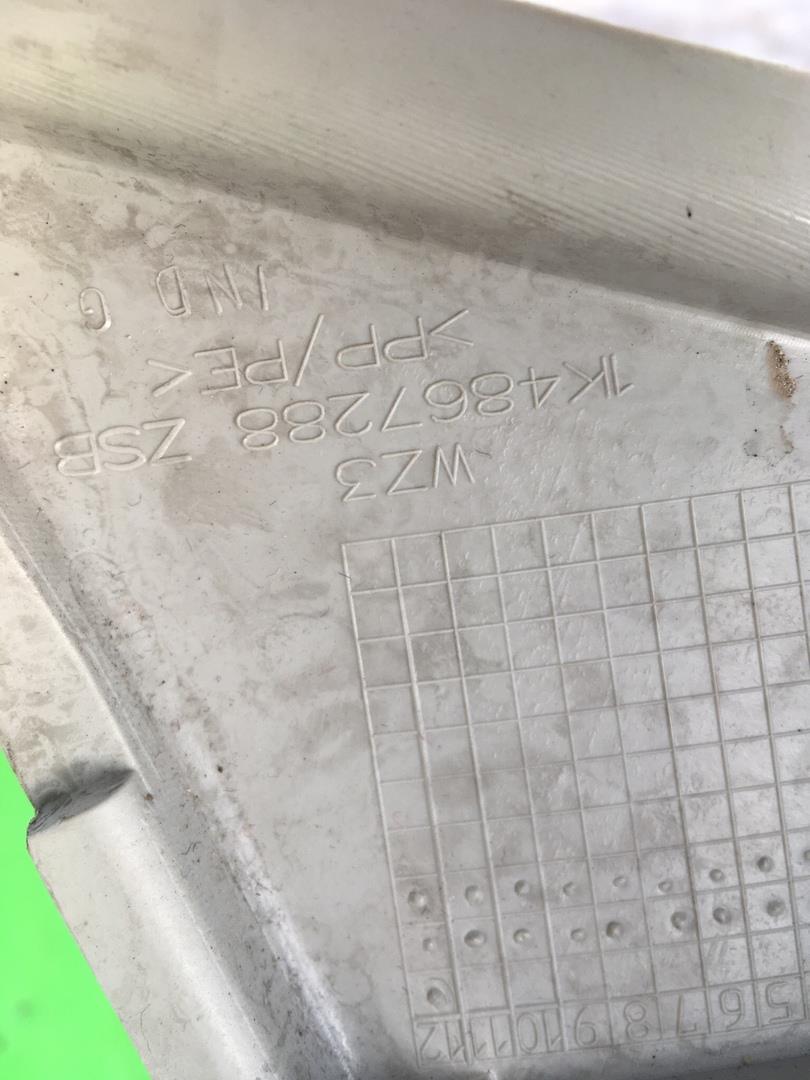 5 6 7 8 9 10 11 12
WZ3
1K4867288 ZSB
>PP/PE<
IND G